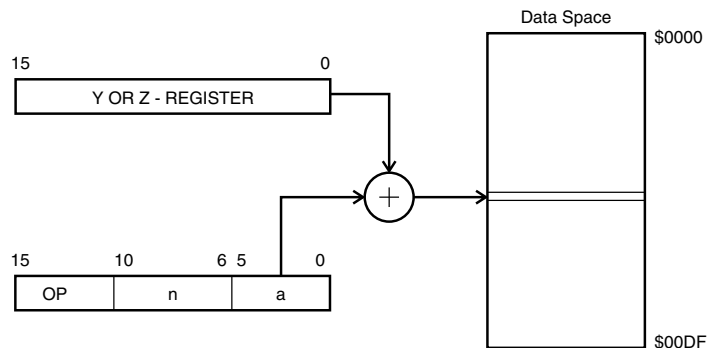 Data Space
$0000
15 0
Y OR Z - REGISTER
+
15 10 6 5 0
OP n a
$00DF